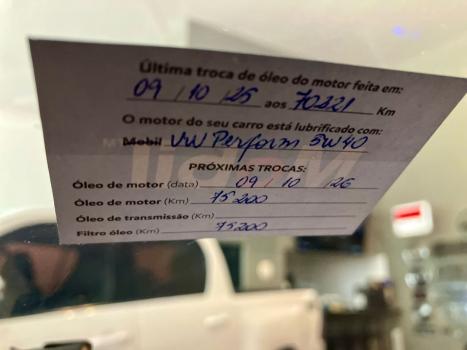 Última troca de óleo do motor feita em:
09 / 10 / 25 aos 70221 Km
O motor do seu carro está lubrificado com:
Mobil VW Perform 5W40
PRÓXIMAS TROCAS:
Óleo de motor (data) 09 / 10 / 26
Óleo de motor (Km) 75200
Óleo de transmissão (Km)
Filtro óleo (Km) 75200